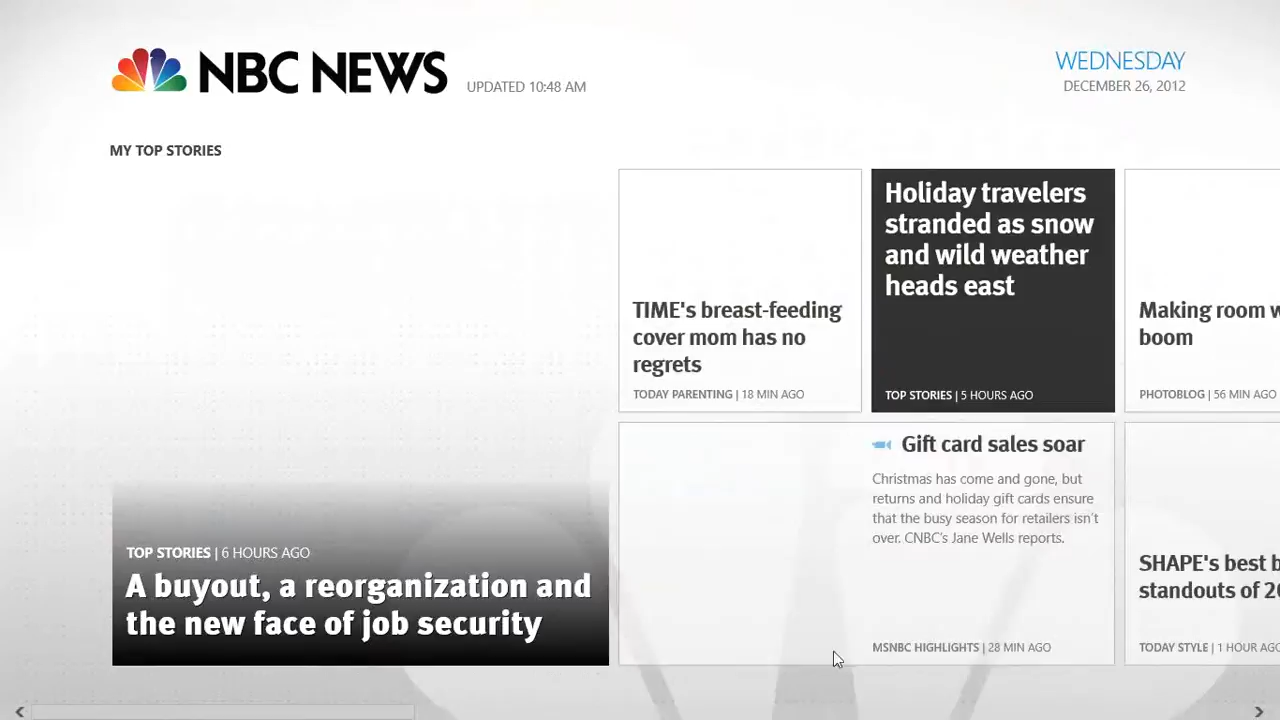 NBC NEWS
UPDATED 10:48 AM
WEDNESDAY
DECEMBER 26, 2012
MY TOP STORIES
TOP STORIES | 6 HOURS AGO
A buyout, a reorganization and
the new face of job security
TIME's breast-feeding
cover mom has no
regrets
TODAY PARENTING | 18 MIN AGO
Holiday travelers
stranded as snow
and wild weather
heads east
TOP STORIES | 5 HOURS AGO
Making room
boom
PHOTOBLOG | 56 MIN AGO
Gift card sales soar
Christmas has come and gone, but
returns and holiday gift cards ensure
that the busy season for retailers isn't
over. CNBC's Jane Wells reports.
MSNBC HIGHLIGHTS | 28 MIN AGO
SHAPE's best
standouts of
TODAY STYLE | 1 HOUR AGO